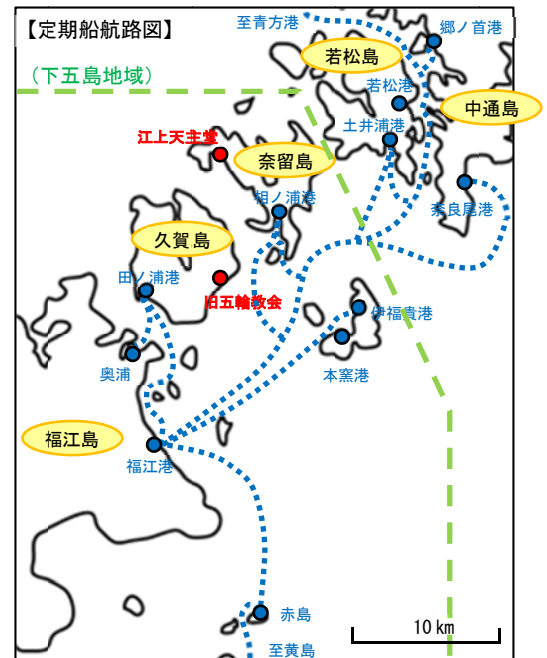 【定期船航路図】
至青方港
郷ノ首港
若松島
(下五島地域)
若松港
中通島
土井浦港
江上天主堂
奈留島
相ノ浦港
奈良尾港
久賀島
田ノ浦港
旧五輪教会
伊福貴港
奥浦
本窯港
福江島
福江港
赤島
10 km
至黄島